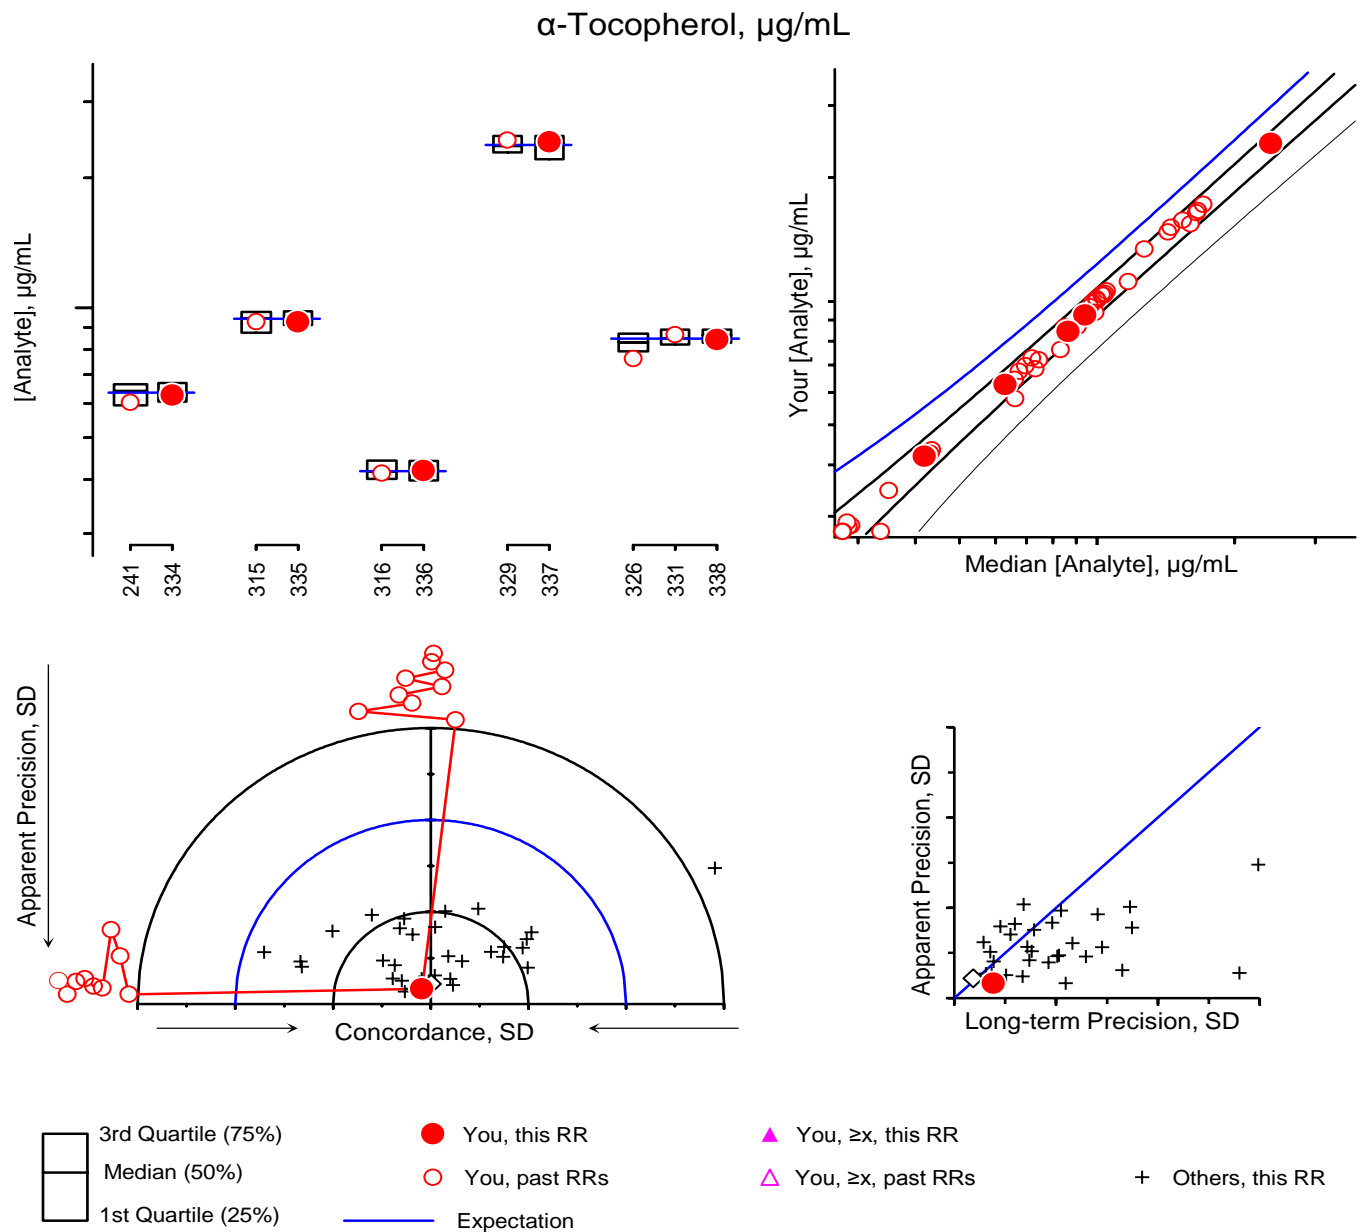 α-Tocopherol, µg/mL
[Analyte], µg/mL
241
334
315
335
316
336
329
337
326
331
338
Your [Analyte], µg/mL
Median [Analyte], µg/mL
Apparent Precision, SD
Concordance, SD
Apparent Precision, SD
Long-term Precision, SD
3rd Quartile (75%)
Median (50%)
1st Quartile (25%)
You, this RR
You, past RRs
Expectation
You, ≥x, this RR
You, ≥x, past RRs
Others, this RR